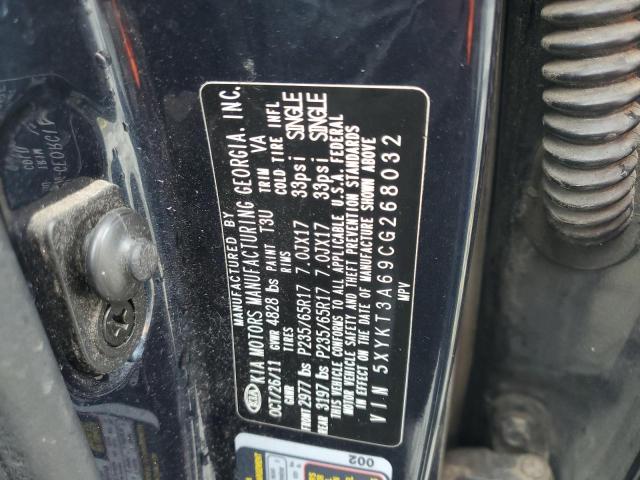 MANUFACTURED BY
KIA KIA MOTORS MANUFACTURING GEORGIA. INC.
OCT/26/11 GVWR 4828 lbs PAINT T3U TRIM VA
GAWR TIRES RIMS COLD TIRE INFL
FRONT 2977 lbs P235/65R17 7.0JX17 33psi SINGLE
REAR 3197 lbs P235/65R17 7.0JX17 33psi SINGLE
THIS VEHICLE CONFORMS TO ALL APPLICABLE U.S.A. FEDERAL
MOTOR VEHICLE SAFETY AND THEFT PREVENTION STANDARDS
IN EFFECT ON THE DATE OF MANUFACTURE SHOWN ABOVE
VIN 5XYKT3A69CG268032
MPV
002